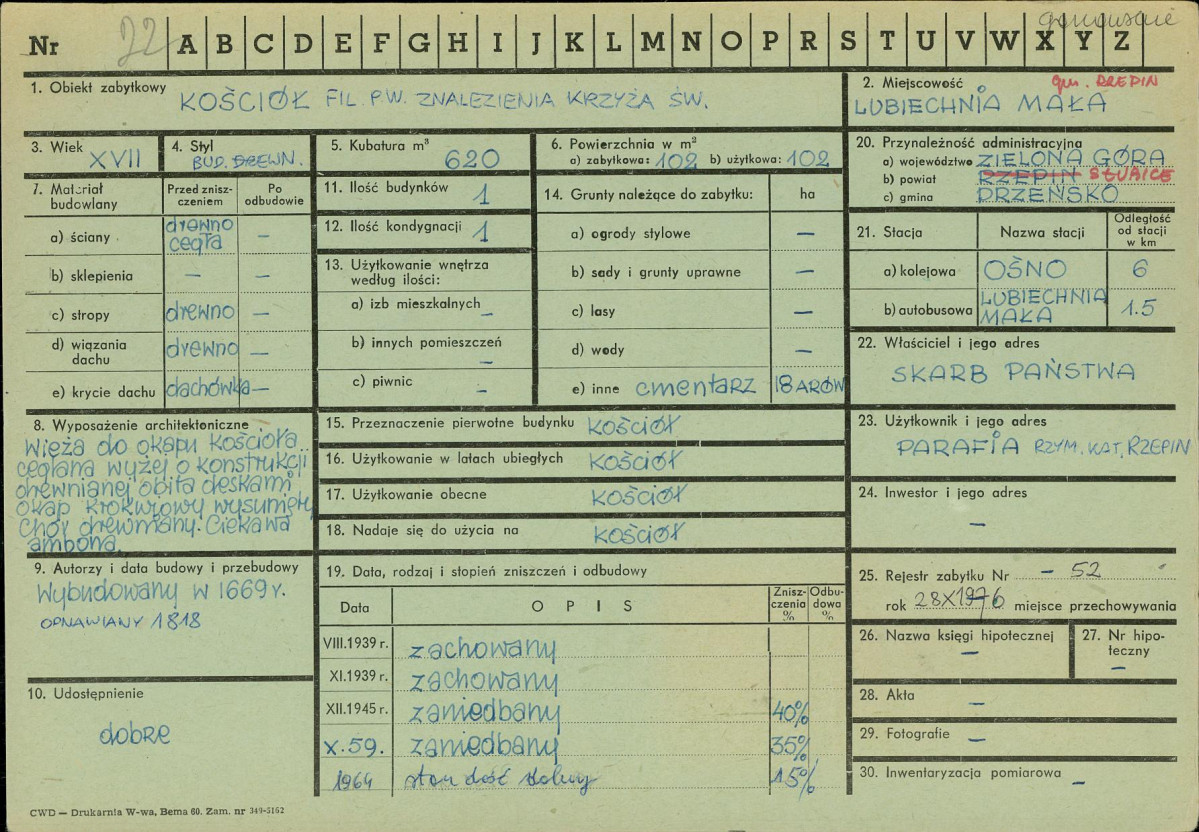 gorzowskie
Nr 72 A B C D E F G H I J K L M N O P R S T U V W X Y Z
1. Obiekt zabytkowy KOŚCIÓŁ FIL. P.W. ZNALEZIENIA KRZYŻA ŚW.
2. Miejscowość gm. RZEPIN
LUBIECHNIA MAŁA
3. Wiek XVII
4. Styl BUD. DREWN.
5. Kubatura m³ 620
6. Powierzchnia w m²
a) zabytkowa: 102 b) użytkowa: 102
20. Przynależność administracyjna
a) województwo ZIELONA GÓRA
b) powiat RZEPIN SŁUBICE
c) gmina DRZEŃSKO
7. Materiał budowlany
Przed zniszczeniem
Po odbudowie
a) ściany drewno cegła –
b) sklepienia – –
c) stropy drewno –
d) wiązania dachu drewno –
e) krycie dachu dachówka –
11. Ilość budynków 1
12. Ilość kondygnacji 1
13. Użytkowanie wnętrza
według ilości:
a) izb mieszkalnych –
b) innych pomieszczeń –
c) piwnic –
14. Grunty należące do zabytku: ha
a) ogrody stylowe –
b) sady i grunty uprawne –
c) lasy –
d) wody –
e) inne cmentarz 18 ARÓW
21. Stacja Nazwa stacji Odległość od stacji w km
a) kolejowa OŚNO 6
b) autobusowa LUBIECHNIA MAŁA 1.5
22. Właściciel i jego adres
SKARB PAŃSTWA
8. Wyposażenie architektoniczne
Wieża do okapu kościoła
ceglana wyżej o konstrukcji
drewnianej obita deskami
okap krokwiowy wysunięty
Chór drewniany. Ciekawa
ambona.
15. Przeznaczenie pierwotne budynku kościół
16. Użytkowanie w latach ubiegłych kościół
17. Użytkowanie obecne kościół
18. Nadaje się do użycia na kościół
23. Użytkownik i jego adres
PARAFIA RZYM. KAT. RZEPIN
24. Inwestor i jego adres
–
9. Autorzy i data budowy i przebudowy
Wybudowany w 1669 r.
ODNAWIANY 1818
10. Udostępnienie
dobre
19. Data, rodzaj i stopień zniszczeń i odbudowy
Data OPIS Zniszczenia % Odbudowa %
VIII.1939 r. zachowany
XI.1939 r. zachowany
XII.1945 r. zaniedbany 40%
X.59. zaniedbany 35%
1964 stan dość dobry 15%
25. Rejestr zabytku Nr – 52
rok 28 X 1976 miejsce przechowywania
26. Nazwa księgi hipotecznej
–
27. Nr hipoteczny
–
28. Akta –
29. Fotografie –
30. Inwentaryzacja pomiarowa –
CWD — Drukarnia W-wa, Bema 60. Zam. nr 349-5162